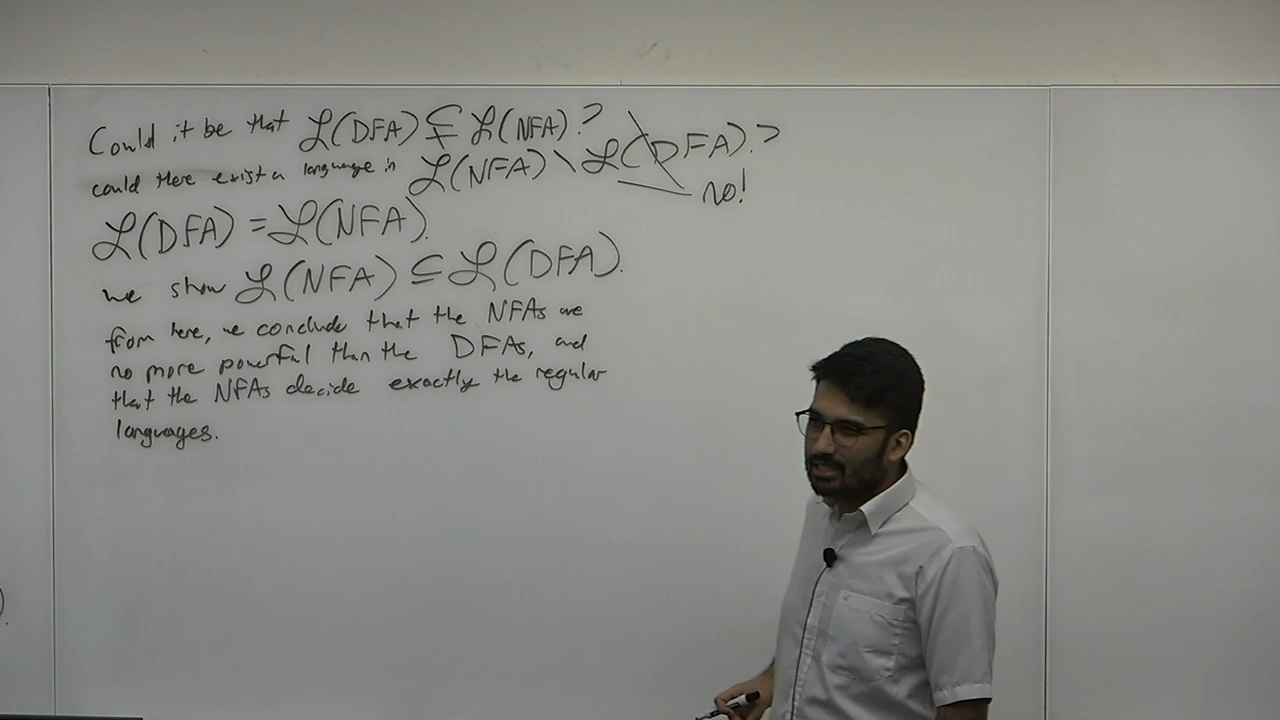 Could it be that ℒ(DFA) ⊊ ℒ(NFA)?
could there exist a language in ℒ(NFA) \ ℒ(DFA)?
no!
ℒ(DFA) = ℒ(NFA).
we show ℒ(NFA) ⊆ ℒ(DFA).
from here, we conclude that the NFAs are
no more powerful than the DFAs, and
that the NFAs decide exactly the regular
languages.